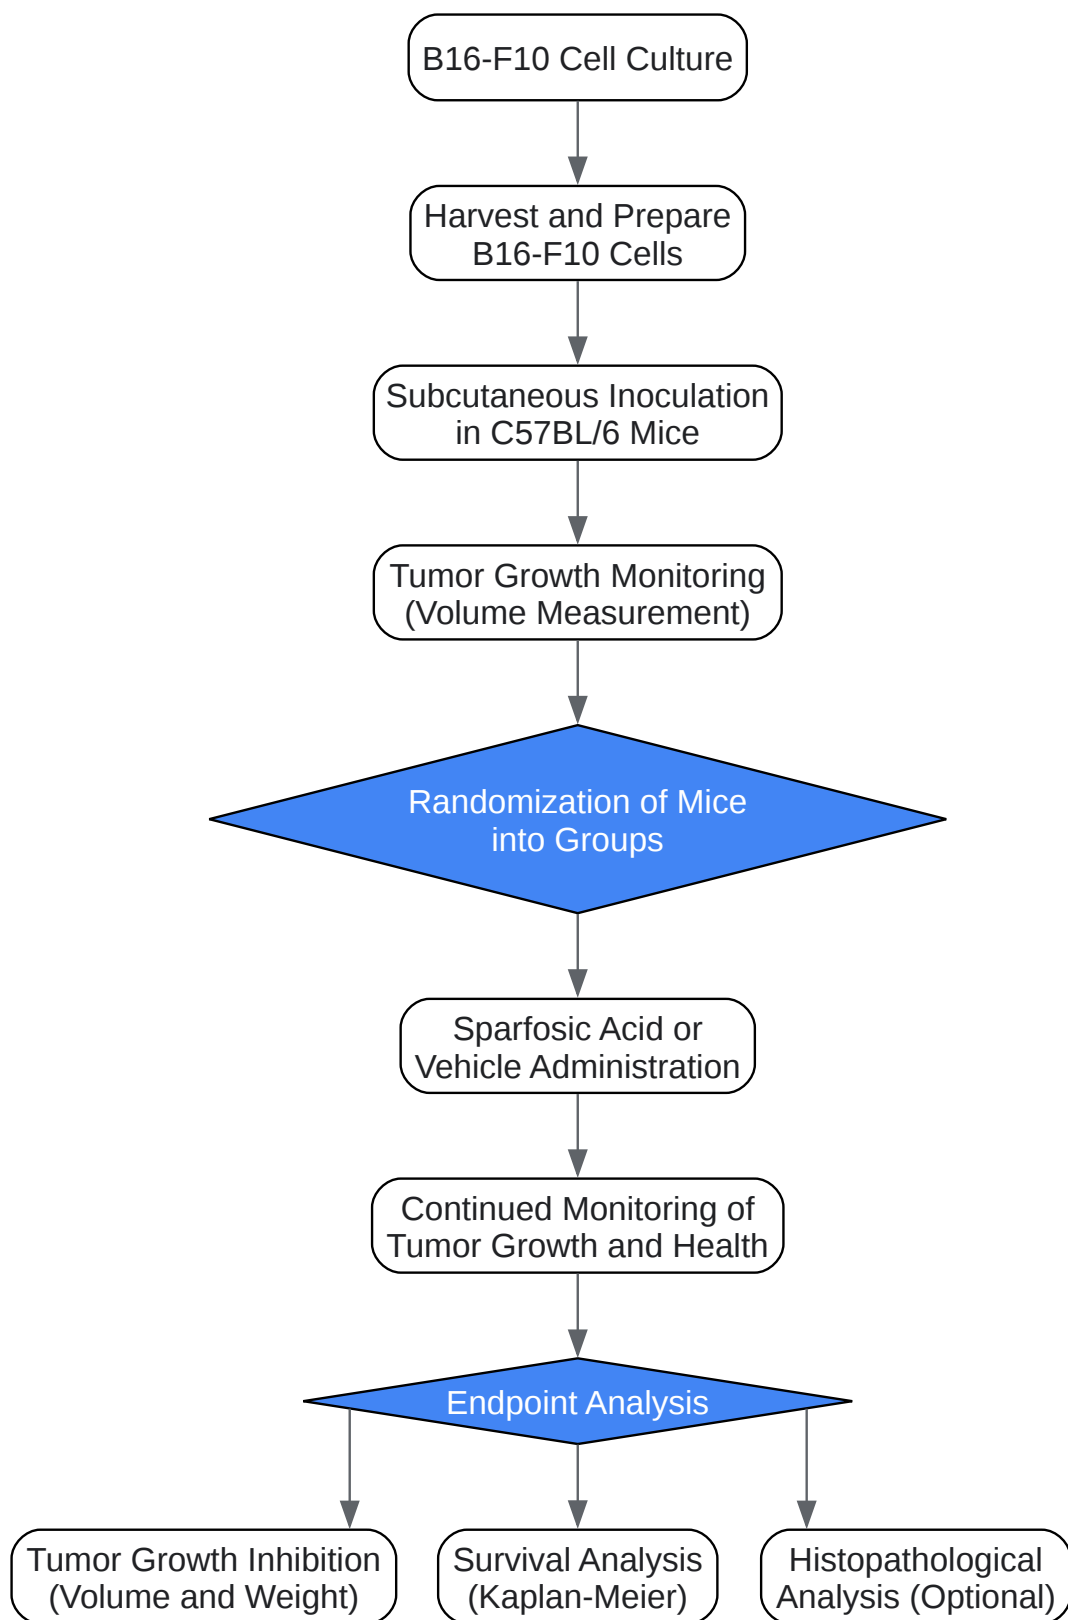 B16-F10 Cell Culture
Harvest and Prepare
B16-F10 Cells
Subcutaneous Inoculation
in C57BL/6 Mice
Tumor Growth Monitoring
(Volume Measurement)
Randomization of Mice
into Groups
Sparfosic Acid or
Vehicle Administration
Continued Monitoring of
Tumor Growth and Health
Endpoint Analysis
Tumor Growth Inhibition
(Volume and Weight)
Survival Analysis
(Kaplan-Meier)
Histopathological
Analysis (Optional)